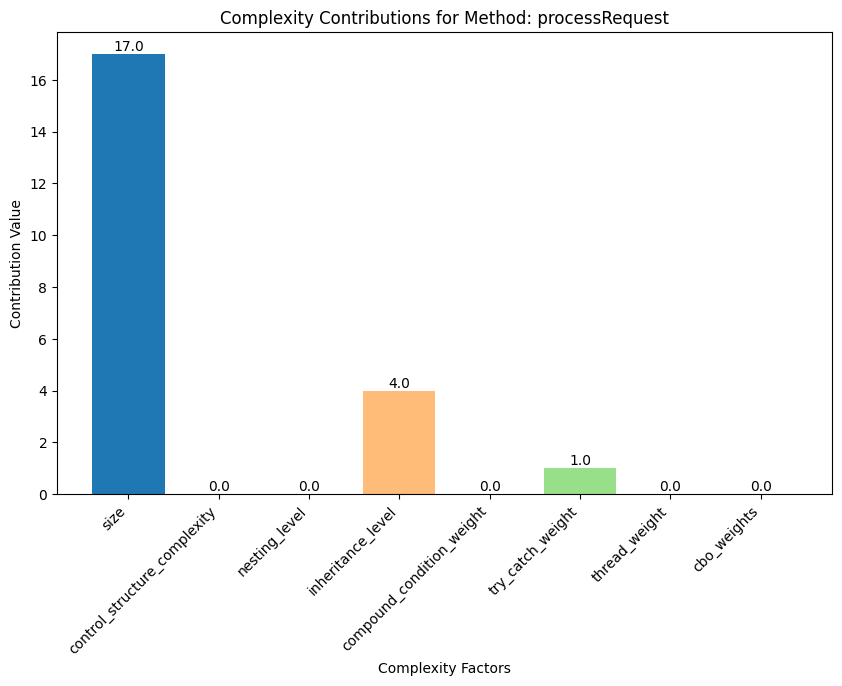 Complexity Contributions for Method: processRequest
Contribution Value
16
14
12
10
8
6
4
2
0
17.0
0.0
0.0
4.0
0.0
1.0
0.0
0.0
size
control_structure_complexity
nesting_level
inheritance_level
compound_condition_weight
try_catch_weight
thread_weight
cbo_weights
Complexity Factors